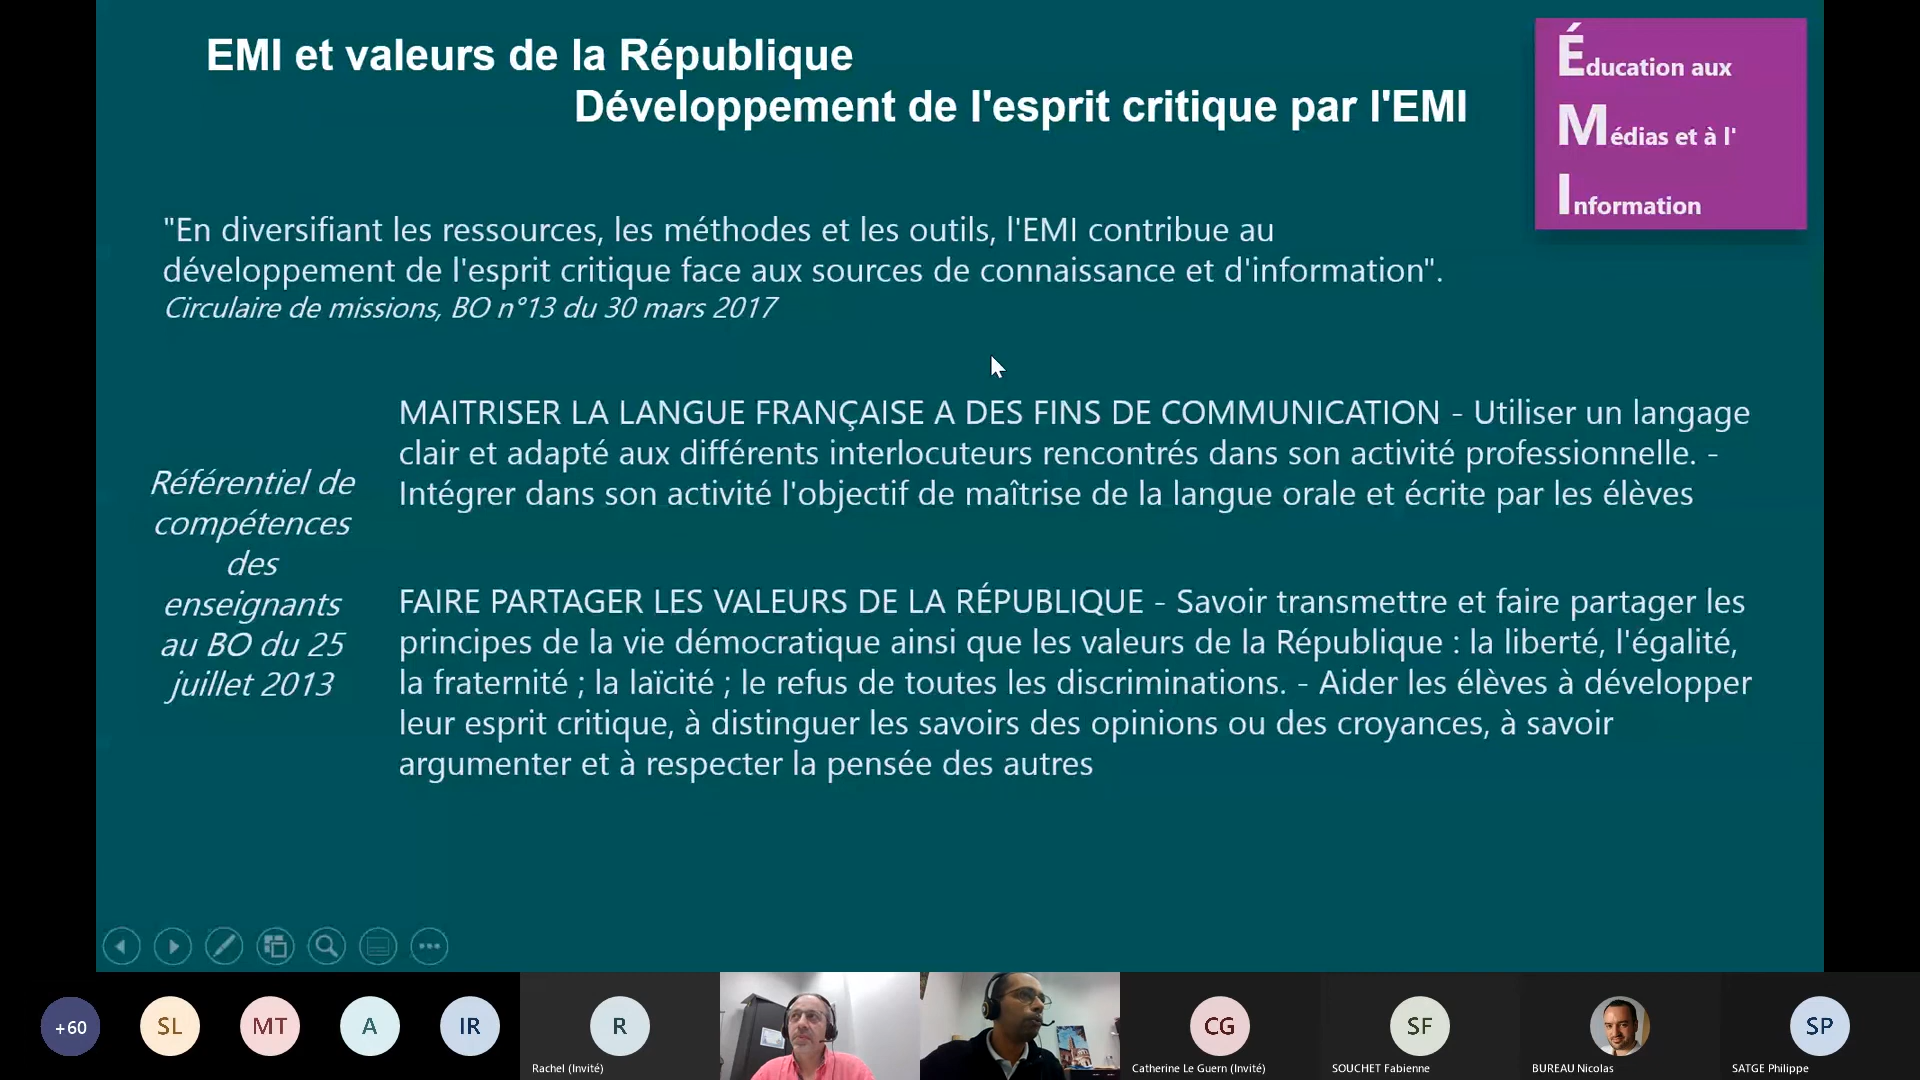 EMI et valeurs de la République
Développement de l'esprit critique par l'EMI
Éducation aux
Médias et à l'
Information
"En diversifiant les ressources, les méthodes et les outils, l'EMI contribue au
développement de l'esprit critique face aux sources de connaissance et d'information".
Circulaire de missions, BO n°13 du 30 mars 2017
Référentiel de
compétences
des
enseignants
au BO du 25
juillet 2013
MAITRISER LA LANGUE FRANÇAISE A DES FINS DE COMMUNICATION - Utiliser un langage
clair et adapté aux différents interlocuteurs rencontrés dans son activité professionnelle. -
Intégrer dans son activité l'objectif de maîtrise de la langue orale et écrite par les élèves
FAIRE PARTAGER LES VALEURS DE LA RÉPUBLIQUE - Savoir transmettre et faire partager les
principes de la vie démocratique ainsi que les valeurs de la République : la liberté, l'égalité,
la fraternité ; la laïcité ; le refus de toutes les discriminations. - Aider les élèves à développer
leur esprit critique, à distinguer les savoirs des opinions ou des croyances, à savoir
argumenter et à respecter la pensée des autres
+60
SL
MT
A
IR
R
Rachel (Invité)
CG
Catherine Le Guern (Invité)
SF
SOUCHET Fabienne
BUREAU Nicolas
SP
SATGE Philippe